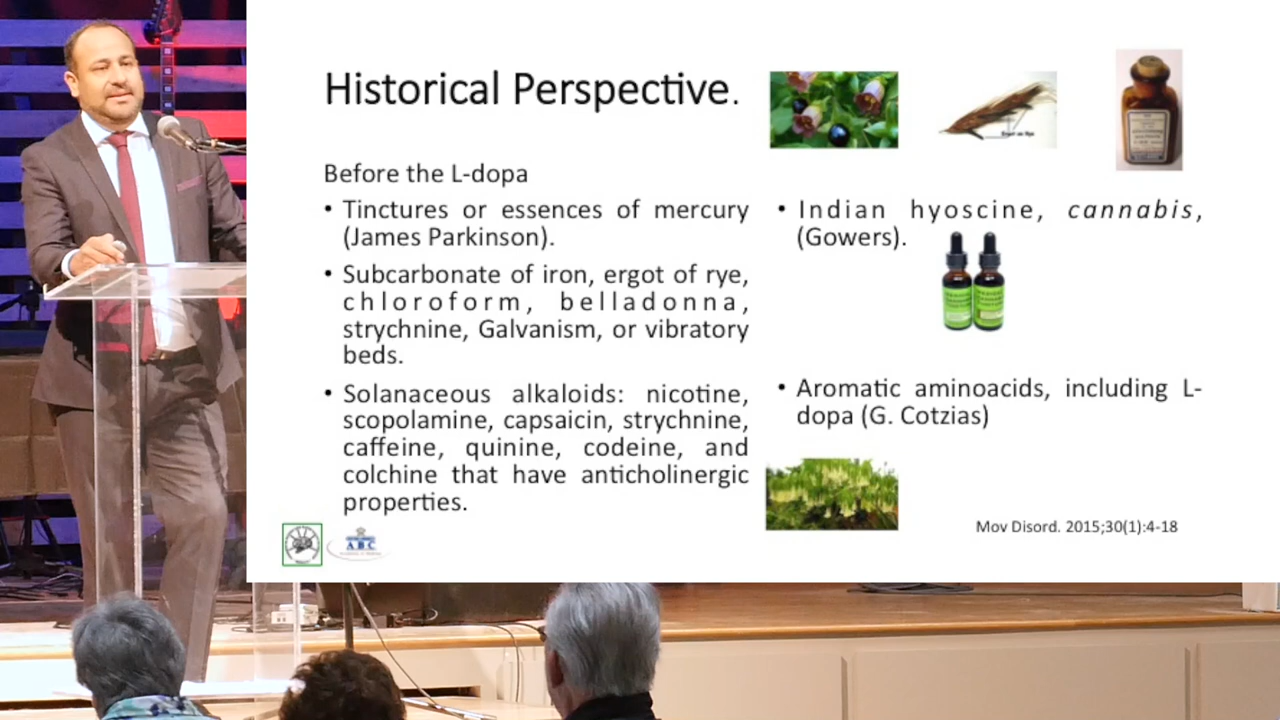 Historical Perspective.
Before the L-dopa
• Tinctures or essences of mercury
(James Parkinson).
• Subcarbonate of iron, ergot of rye,
chloroform, belladonna,
strychnine, Galvanism, or vibratory
beds.
• Solanaceous alkaloids: nicotine,
scopolamine, capsaicin, strychnine,
caffeine, quinine, codeine, and
colchine that have anticholinergic
properties.
• Indian hyoscine, cannabis,
(Gowers).
• Aromatic aminoacids, including L-
dopa (G. Cotzias)
Mov Disord. 2015;30(1):4-18
ABC